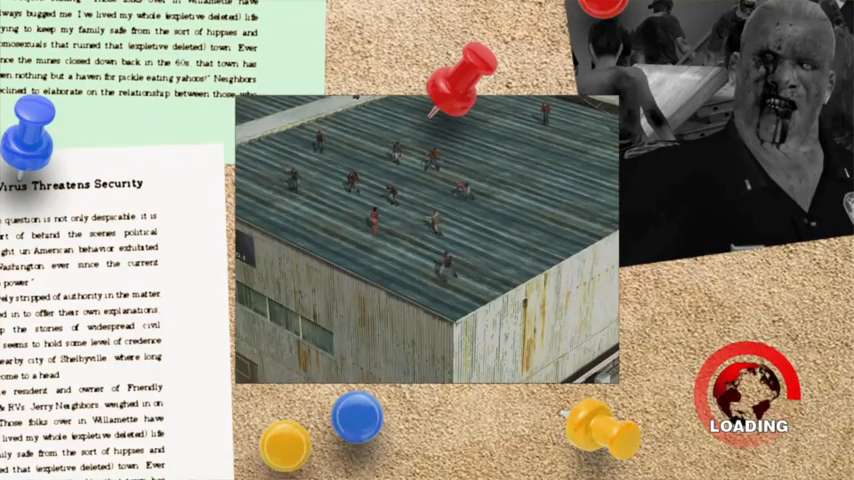 always bugged me. I've lived my whole (expletive deleted) life
trying to keep my family safe from the sort of hippies and
homosexuals that ruined that (expletive deleted) town. Ever
since the mines closed down back in the 60s. that town has
been nothing but a haven for pickle eating yahoos!" Neighbors
declined to elaborate on the relationship between those who
Virus Threatens Security
question is not only despicable. it is
rt of behind the scenes political
ght un American behavior exhibited
Washington ever since the current
power"
vely stripped of authority in the matter
ed in to offer their own explanations.
p the stories of widespread civil
seems to hold some level of credence
nearby city of Shelbyville. where long
come to a head
e resident and owner of Friendly
& RVs Jerry Neighbors weighed in on
Those folks over in Willamette have
lived my whole (expletive deleted) life
ily safe from the sort of hippies and
ed that (expletive deleted) town Ever
LOADING